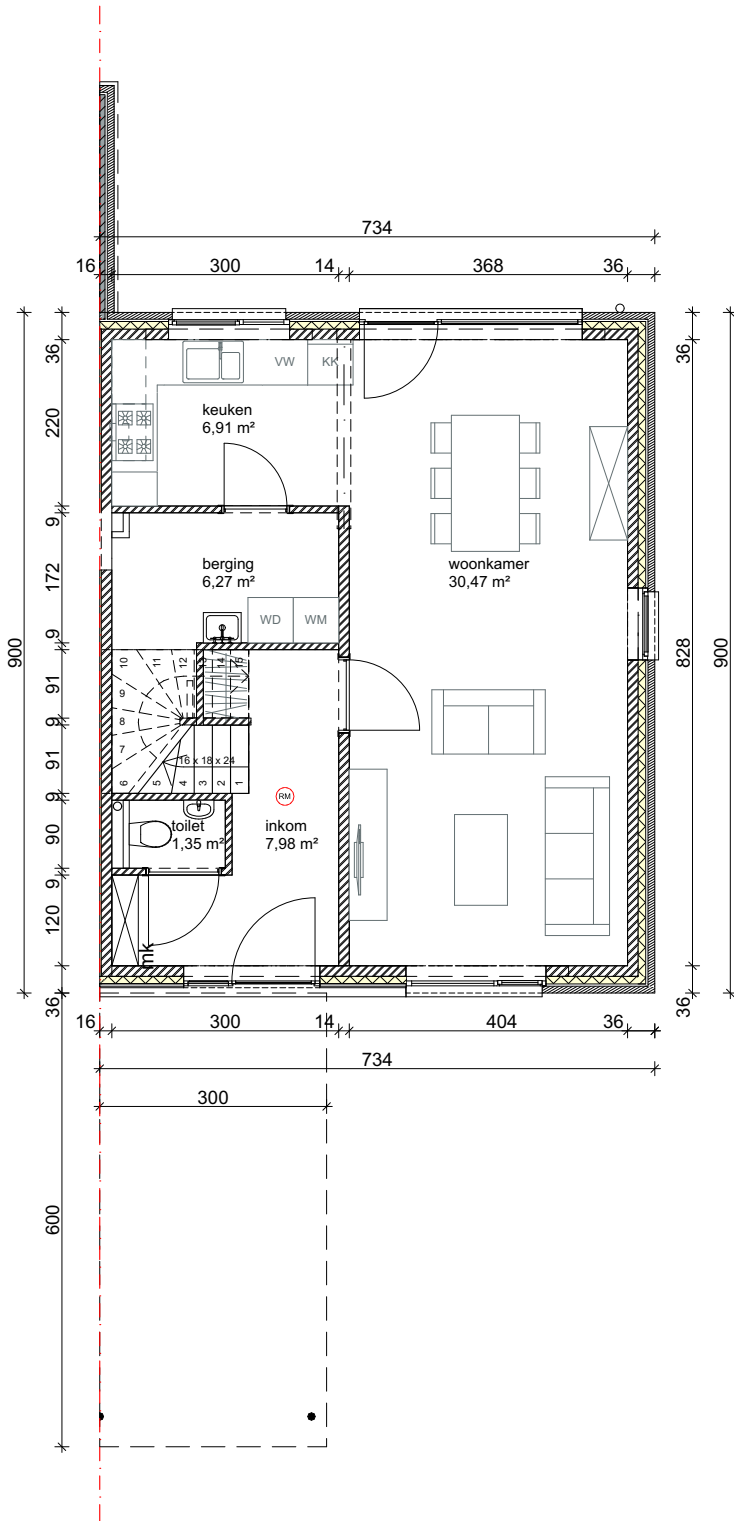 734
16 300 14 368 36
36
220
9
172
9
91
9
91
9
90
9
120
36
900
36
828
36
900
VW KK
keuken
6,91 m²
berging
6,27 m²
woonkamer
30,47 m²
WD WM
10 11 12 13 14 15
9
8
7
6 5 4 3 2 1
16 x 18 x 24
RM
toilet
1,35 m²
inkom
7,98 m²
mk
16 300 14 404 36
734
300
600